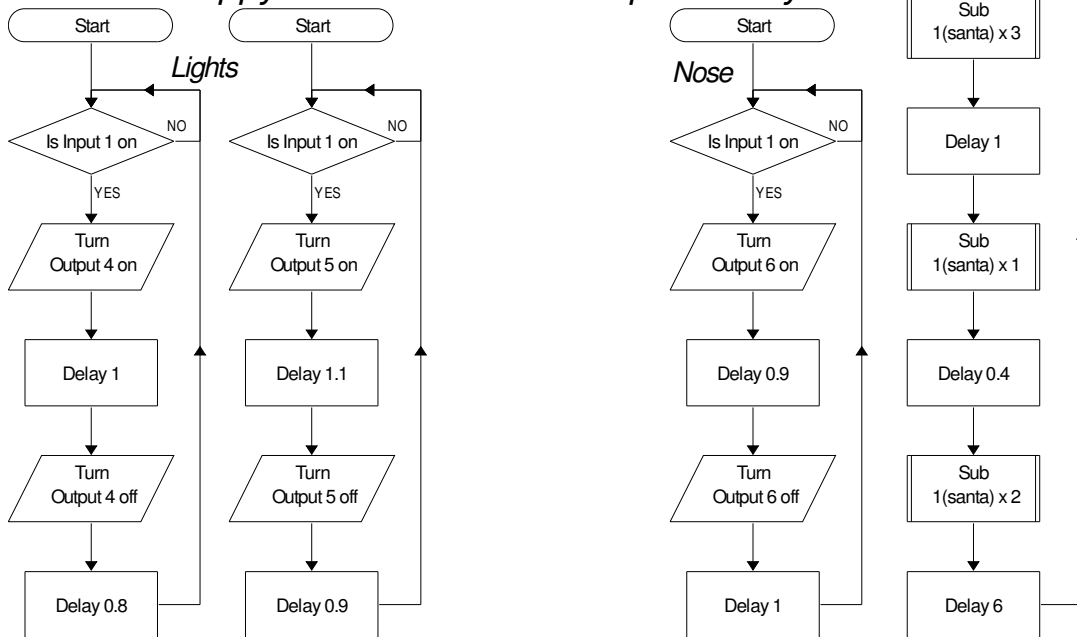 Start
Lights
Is Input 1 on
NO
YES
Turn
Output 4 on
Delay 1
Turn
Output 4 off
Delay 0.8
Start
Is Input 1 on
NO
YES
Turn
Output 5 on
Delay 1.1
Turn
Output 5 off
Delay 0.9
Start
Nose
Is Input 1 on
NO
YES
Turn
Output 6 on
Delay 0.9
Turn
Output 6 off
Delay 1
Sub
1(santa) x 3
Delay 1
Sub
1(santa) x 1
Delay 0.4
Sub
1(santa) x 2
Delay 6